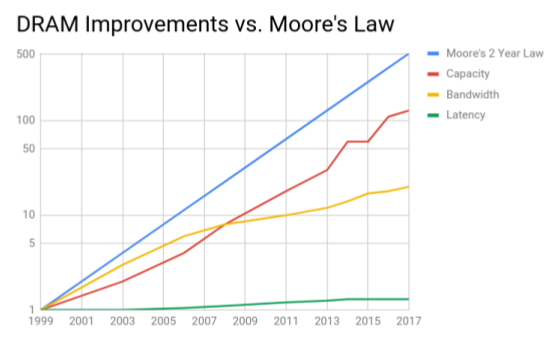 DRAM Improvements vs. Moore's Law
500
100
50
10
5
1
1999 2001 2003 2005 2007 2009 2011 2013 2015 2017
Moore's 2 Year Law
Capacity
Bandwidth
Latency